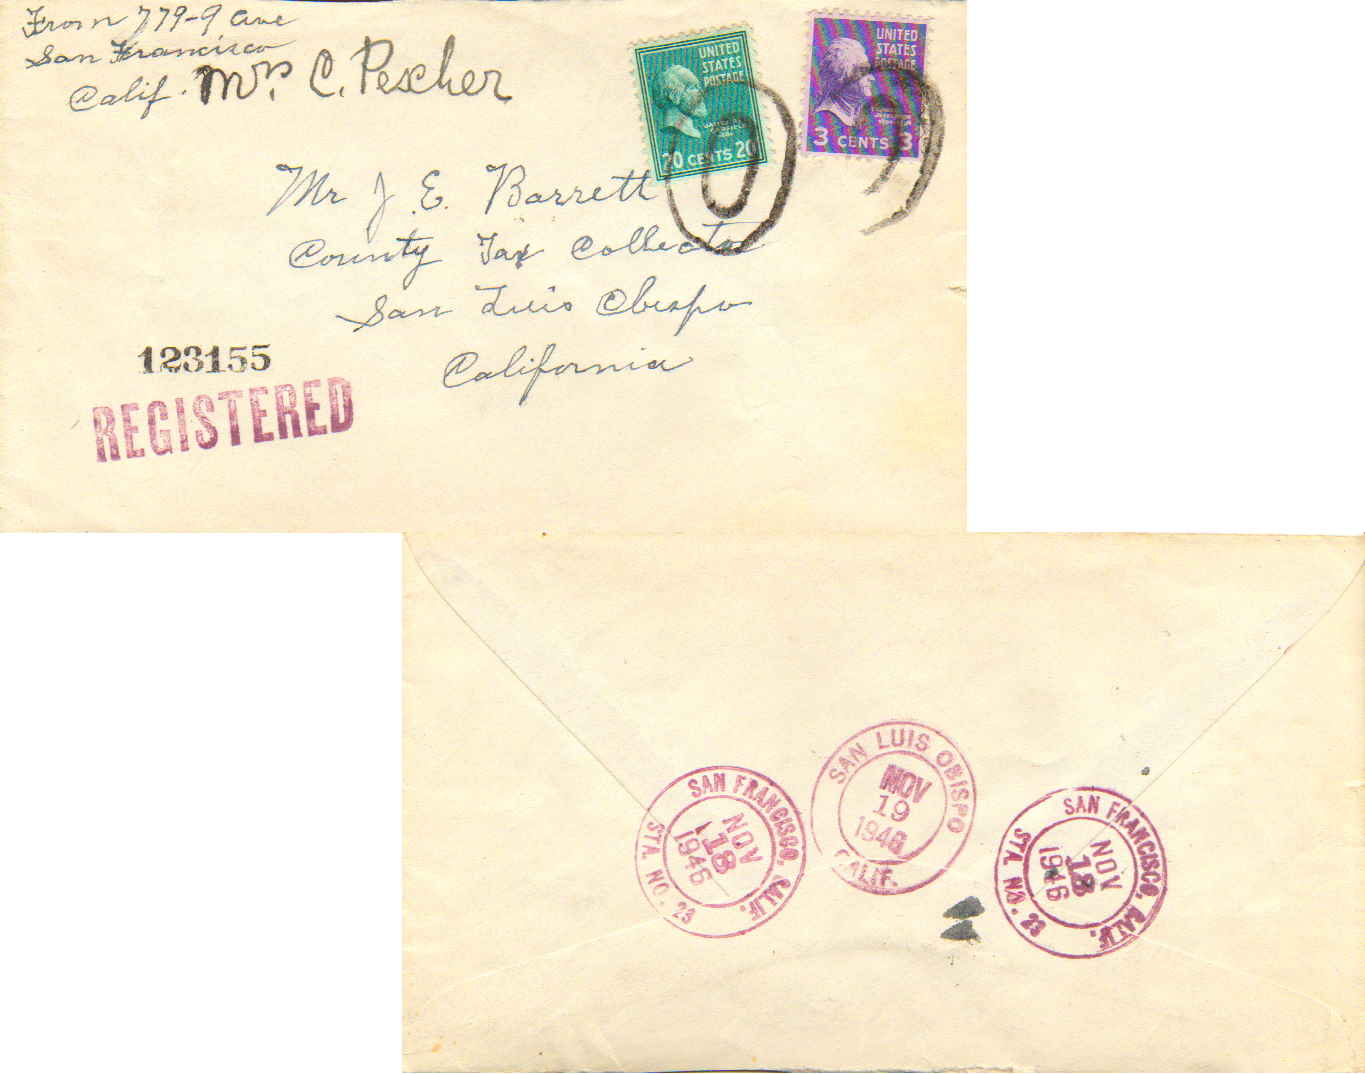 From 779-9 ave
San Francisco
Calif. Mrs C. Pescher
UNITED
STATES
POSTAGE
20 CENTS 20
UNITED
STATES
POSTAGE
3 CENTS 3
Mr J. E. Barrett
County Tax Collector
San Luis Obispo
California
123155
REGISTERED
SAN FRANCISCO, CALIF.
NOV
18
1946
STA. NO. 23
SAN LUIS OBISPO
NOV
19
1946
CALIF.
SAN FRANCISCO, CALIF.
NOV
18
1946
STA. NO. 23